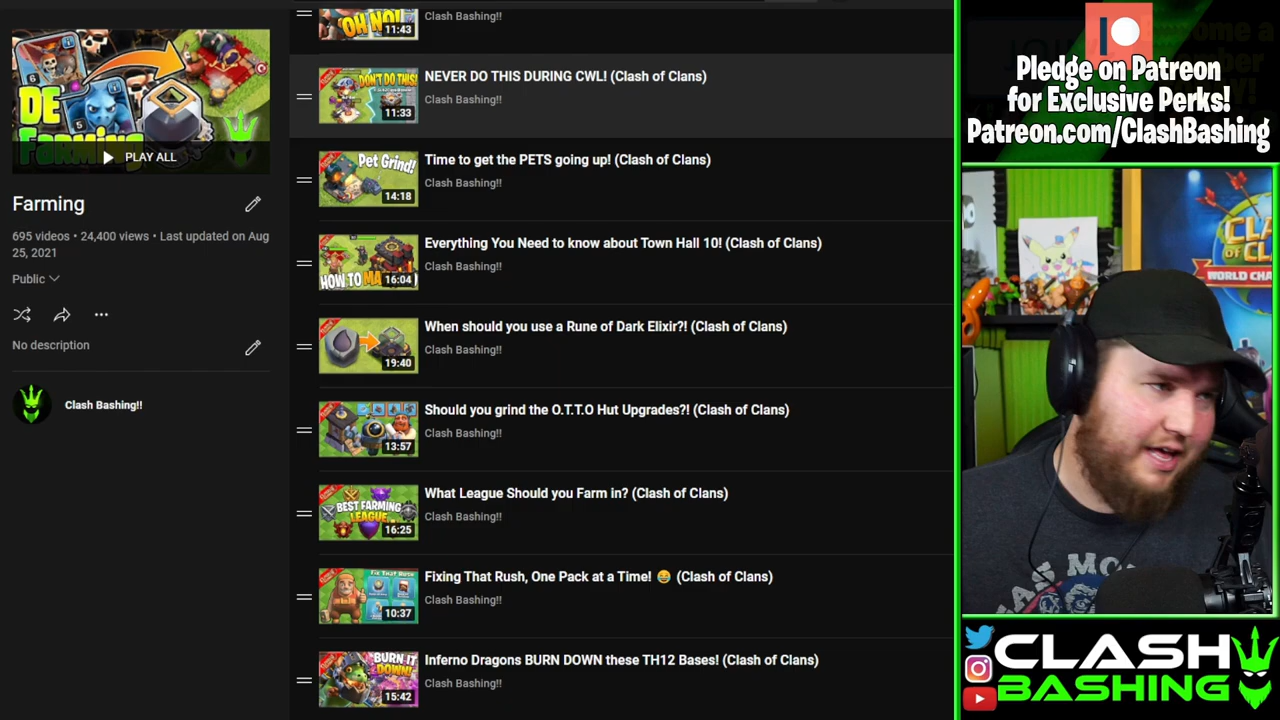 DE
Farming
PLAY ALL
Farming
695 videos • 24,400 views • Last updated on Aug
25, 2021
Public
No description
Clash Bashing!!
OH NO!
11:43
Clash Bashing!!
DON'T DO THIS!
11:33
NEVER DO THIS DURING CWL! (Clash of Clans)
Clash Bashing!!
Pet Grind!
14:18
Time to get the PETS going up! (Clash of Clans)
Clash Bashing!!
HOW TO MA
16:04
Everything You Need to know about Town Hall 10! (Clash of Clans)
Clash Bashing!!
19:40
When should you use a Rune of Dark Elixir?! (Clash of Clans)
Clash Bashing!!
13:57
Should you grind the O.T.T.O Hut Upgrades?! (Clash of Clans)
Clash Bashing!!
BEST FARMING
LEAGUE
16:25
What League Should you Farm in? (Clash of Clans)
Clash Bashing!!
Fix That Rush
10:37
Fixing That Rush, One Pack at a Time! 😂 (Clash of Clans)
Clash Bashing!!
BURN IT
DOWN!
15:42
Inferno Dragons BURN DOWN these TH12 Bases! (Clash of Clans)
Clash Bashing!!
Pledge on Patreon
for Exclusive Perks!
Patreon.com/ClashBashing
CLAN
WORLD CHA
CLASH
BASHING